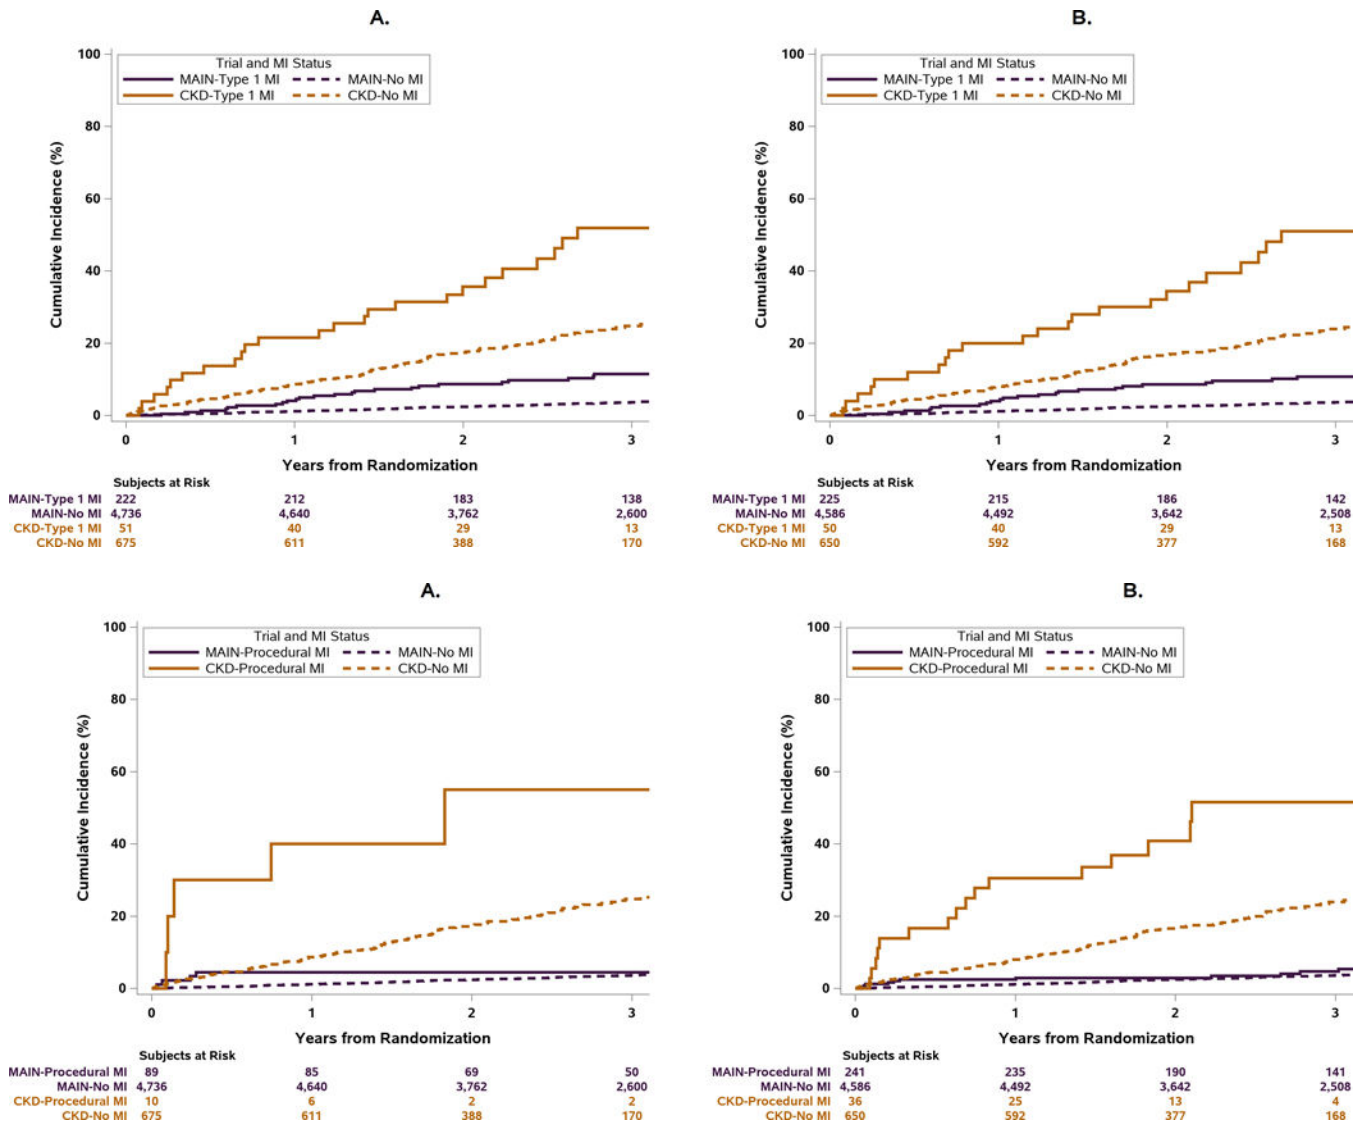 A.
100
80
60
40
20
0
Cumulative Incidence (%)
Trial and MI Status
MAIN-Type 1 MI MAIN-No MI
CKD-Type 1 MI CKD-No MI
0 1 2 3
Years from Randomization
Subjects at Risk
MAIN-Type 1 MI 222 212 183 138
MAIN-No MI 4,736 4,640 3,762 2,600
CKD-Type 1 MI 51 40 29 13
CKD-No MI 675 611 388 170
B.
100
80
60
40
20
0
Cumulative Incidence (%)
Trial and MI Status
MAIN-Type 1 MI MAIN-No MI
CKD-Type 1 MI CKD-No MI
0 1 2 3
Years from Randomization
Subjects at Risk
MAIN-Type 1 MI 225 215 186 142
MAIN-No MI 4,586 4,492 3,642 2,508
CKD-Type 1 MI 50 40 29 13
CKD-No MI 650 592 377 168
A.
100
80
60
40
20
0
Cumulative Incidence (%)
Trial and MI Status
MAIN-Procedural MI MAIN-No MI
CKD-Procedural MI CKD-No MI
0 1 2 3
Years from Randomization
Subjects at Risk
MAIN-Procedural MI 89 85 69 50
MAIN-No MI 4,736 4,640 3,762 2,600
CKD-Procedural MI 10 6 2 2
CKD-No MI 675 611 388 170
B.
100
80
60
40
20
0
Cumulative Incidence (%)
Trial and MI Status
MAIN-Procedural MI MAIN-No MI
CKD-Procedural MI CKD-No MI
0 1 2 3
Years from Randomization
Subjects at Risk
MAIN-Procedural MI 241 235 190 141
MAIN-No MI 4,586 4,492 3,642 2,508
CKD-Procedural MI 36 25 13 4
CKD-No MI 650 592 377 168